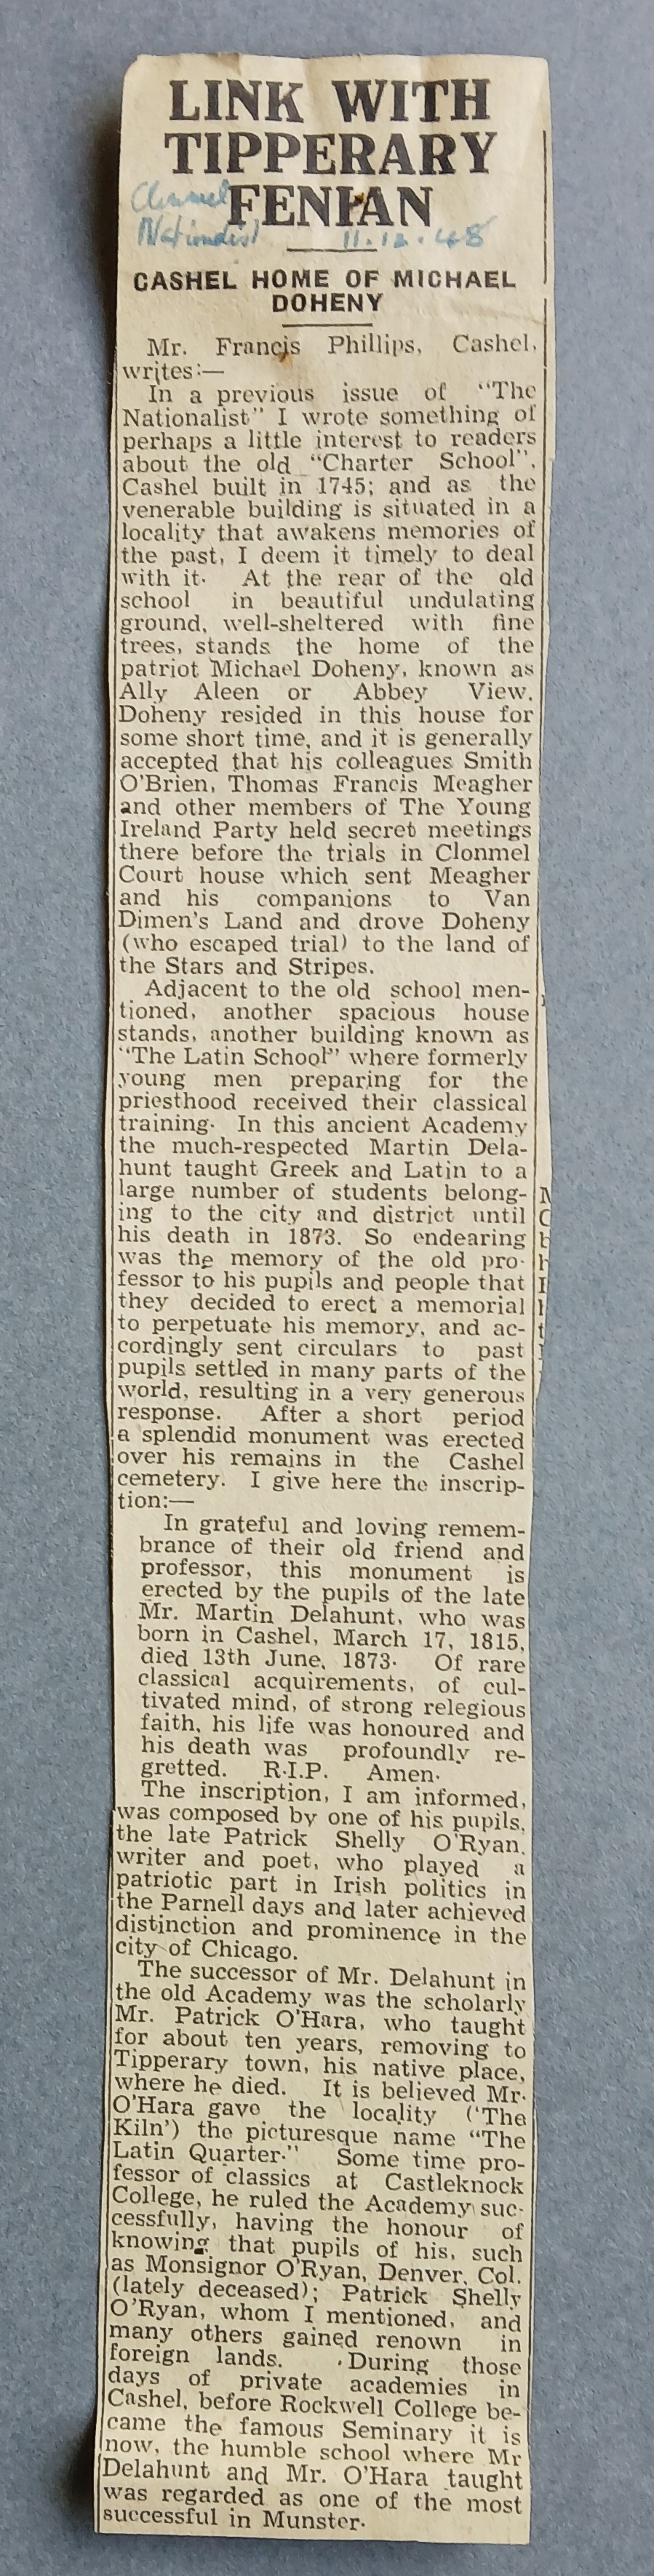 LINK WITH
TIPPERARY
FENIAN
Clonmel
Nationalist 11.12.48
CASHEL HOME OF MICHAEL
DOHENY
Mr. Francis Phillips, Cashel,
writes:—
In a previous issue of "The
Nationalist" I wrote something of
perhaps a little interest to readers
about the old "Charter School",
Cashel built in 1745; and as the
venerable building is situated in a
locality that awakens memories of
the past, I deem it timely to deal
with it. At the rear of the old
school in beautiful undulating
ground, well-sheltered with fine
trees, stands the home of the
patriot Michael Doheny, known as
Ally Aleen or Abbey View.
Doheny resided in this house for
some short time, and it is generally
accepted that his colleagues Smith
O'Brien, Thomas Francis Meagher
and other members of The Young
Ireland Party held secret meetings
there before the trials in Clonmel
Court house which sent Meagher
and his companions to Van
Dimen's Land and drove Doheny
(who escaped trial) to the land of
the Stars and Stripes.
Adjacent to the old school men-
tioned, another spacious house
stands, another building known as
"The Latin School" where formerly
young men preparing for the
priesthood received their classical
training. In this ancient Academy
the much-respected Martin Dela-
hunt taught Greek and Latin to a
large number of students belong-
ing to the city and district until
his death in 1873. So endearing
was the memory of the old pro-
fessor to his pupils and people that
they decided to erect a memorial
to perpetuate his memory, and ac-
cordingly sent circulars to past
pupils settled in many parts of the
world, resulting in a very generous
response. After a short period
a splendid monument was erected
over his remains in the Cashel
cemetery. I give here the inscrip-
tion:—
In grateful and loving remem-
brance of their old friend and
professor, this monument is
erected by the pupils of the late
Mr. Martin Delahunt, who was
born in Cashel, March 17, 1815,
died 13th June, 1873. Of rare
classical acquirements, of cul-
tivated mind, of strong relegious
faith, his life was honoured and
his death was profoundly re-
gretted. R.I.P. Amen.
The inscription, I am informed,
was composed by one of his pupils,
the late Patrick Shelly O'Ryan,
writer and poet, who played a
patriotic part in Irish politics in
the Parnell days and later achieved
distinction and prominence in the
city of Chicago.
The successor of Mr. Delahunt in
the old Academy was the scholarly
Mr. Patrick O'Hara, who taught
for about ten years, removing to
Tipperary town, his native place,
where he died. It is believed Mr.
O'Hara gave the locality ('The
Kiln') the picturesque name "The
Latin Quarter." Some time pro-
fessor of classics at Castleknock
College, he ruled the Academy suc-
cessfully, having the honour of
knowing that pupils of his, such
as Monsignor O'Ryan, Denver, Col.
(lately deceased); Patrick Shelly
O'Ryan, whom I mentioned, and
many others gained renown in
foreign lands. During those
days of private academies in
Cashel, before Rockwell College be-
came the famous Seminary it is
now, the humble school where Mr
Delahunt and Mr. O'Hara taught
was regarded as one of the most
successful in Munster.